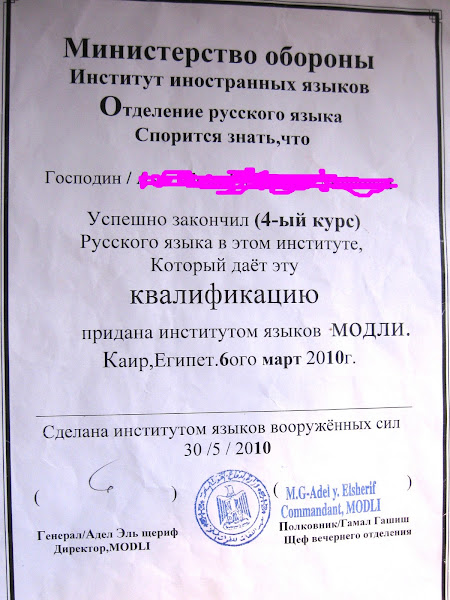 Министерство обороны
Институт иностранных языков
Отделение русского языка
Спорится знать,что
Господин /
Успешно закончил (4-ый курс)
Русского языка в этом институте,
Который даёт эту
квалификацию
придана институтом языков модли.
Каир,Египет.6ого март 2010г.
Сделана институтом языков вооружённых сил
30 /5 / 2010
( ) ( )
M.G-Adel y. Elsherif
Commandant, MODLI
Генерал/Адел Эль щериф
Директор,MODLI
Полковник/Гамал Гашиш
Щеф вечернего отделения